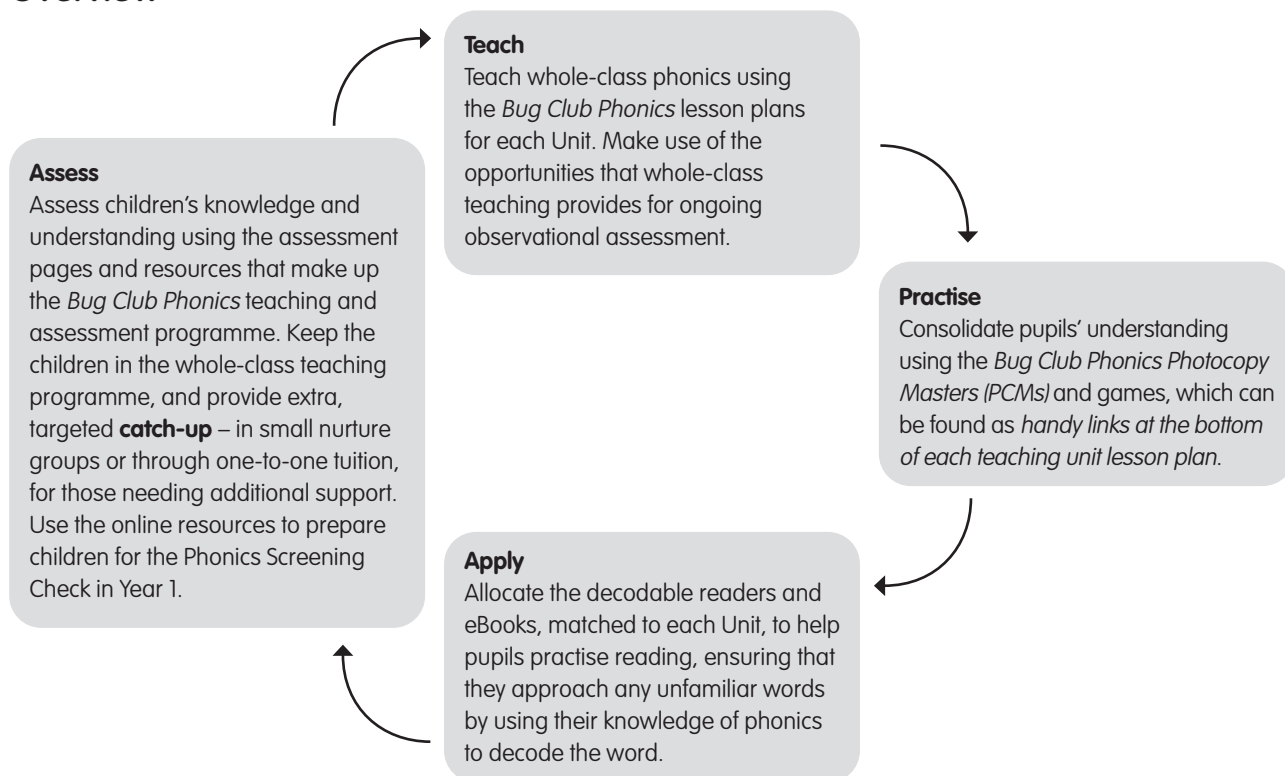 Teach
Teach whole-class phonics using
the Bug Club Phonics lesson plans
for each Unit. Make use of the
opportunities that whole-class
teaching provides for ongoing
observational assessment.
Practise
Consolidate pupils' understanding
using the Bug Club Phonics Photocopy
Masters (PCMs) and games, which can
be found as handy links at the bottom
of each teaching unit lesson plan.
Apply
Allocate the decodable readers and
eBooks, matched to each Unit, to help
pupils practise reading, ensuring that
they approach any unfamiliar words
by using their knowledge of phonics
to decode the word.
Assess
Assess children's knowledge and
understanding using the assessment
pages and resources that make up
the Bug Club Phonics teaching and
assessment programme. Keep the
children in the whole-class teaching
programme, and provide extra,
targeted catch-up – in small nurture
groups or through one-to-one tuition,
for those needing additional support.
Use the online resources to prepare
children for the Phonics Screening
Check in Year 1.